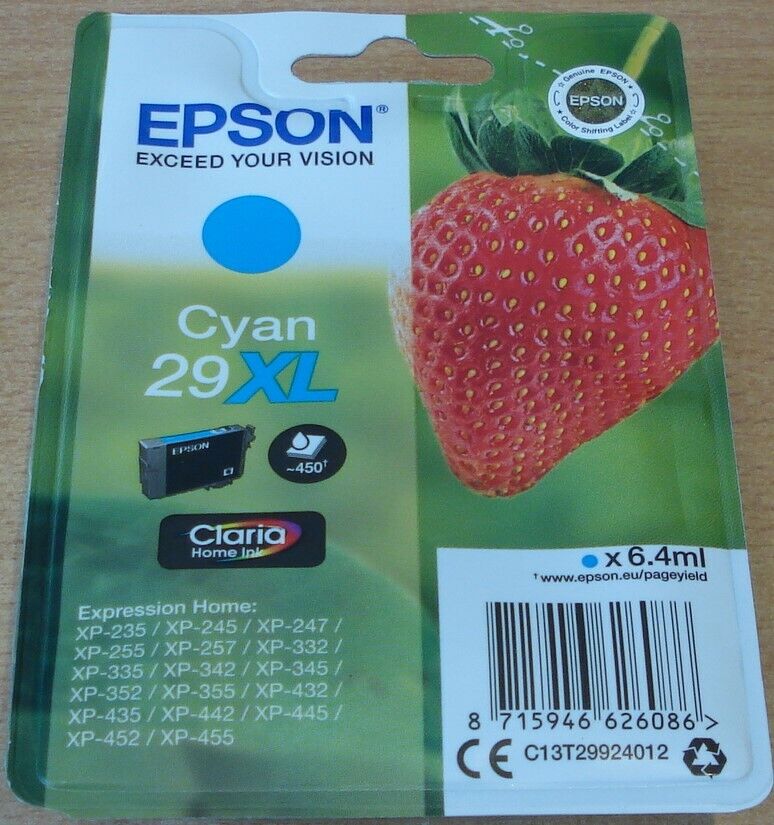 EPSON®
EXCEED YOUR VISION
Genuine EPSON
EPSON
Color Shifting Label
Cyan
29XL
EPSON
~450†
Claria
Home Ink
x 6.4ml
† www.epson.eu/pageyield
Expression Home:
XP-235 / XP-245 / XP-247 /
XP-255 / XP-257 / XP-332 /
XP-335 / XP-342 / XP-345 /
XP-352 / XP-355 / XP-432 /
XP-435 / XP-442 / XP-445 /
XP-452 / XP-455
8 715946 626086 >
CE C13T29924012